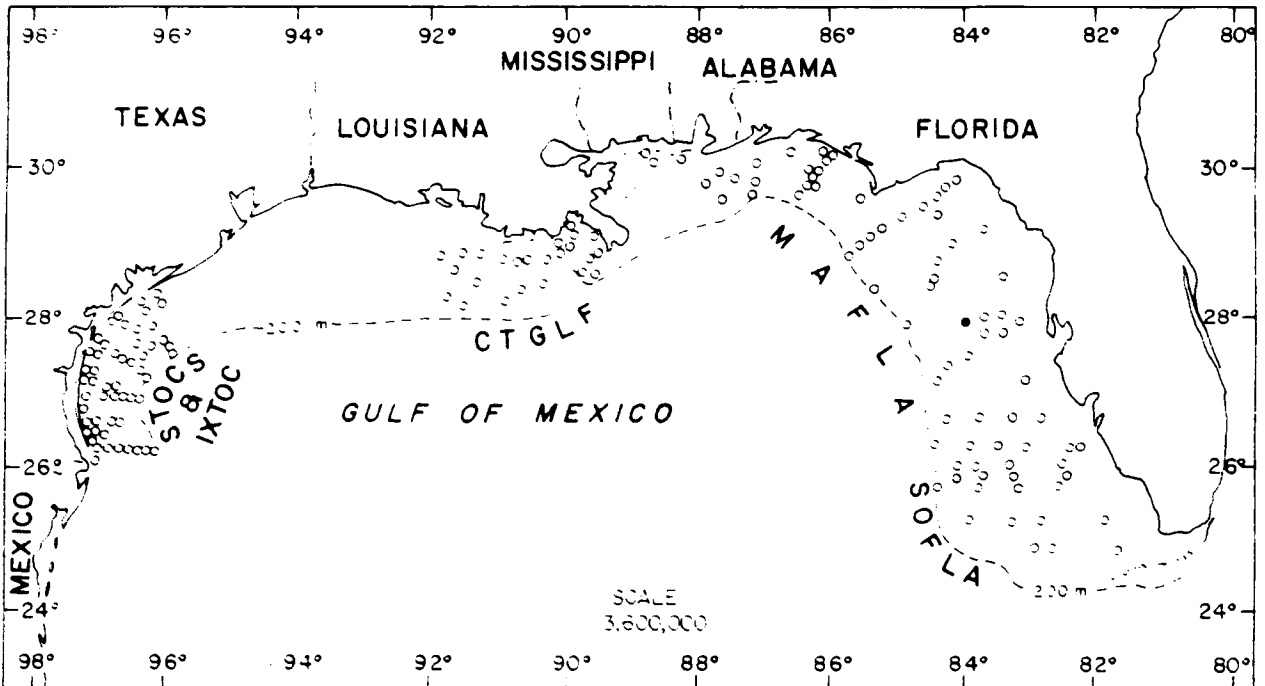 98° 96° 94° 92° 90° 88° 86° 84° 82° 80°
MISSISSIPPI
ALABAMA
TEXAS
LOUISIANA
FLORIDA
30° 30°
28° 28°
200 m
CTGLF
MAFLA
STOCS
&
IXTOC
GULF OF MEXICO
26° 26°
SOFLA
MEXICO
200 m
24° 24°
SCALE
3,600,000
98° 96° 94° 92° 90° 88° 86° 84° 82° 80°